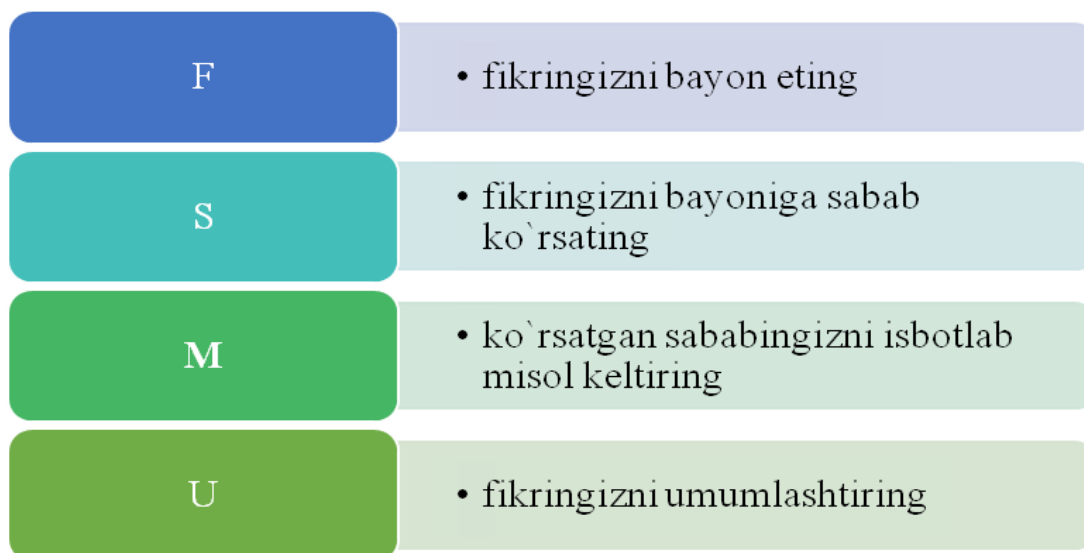 F
• fikringizni bayon eting
S
• fikringizni bayoniga sabab
ko`rsating
M
• ko`rsatgan sababingizni isbotlab
misol keltiring
U
• fikringizni umumlashtiring